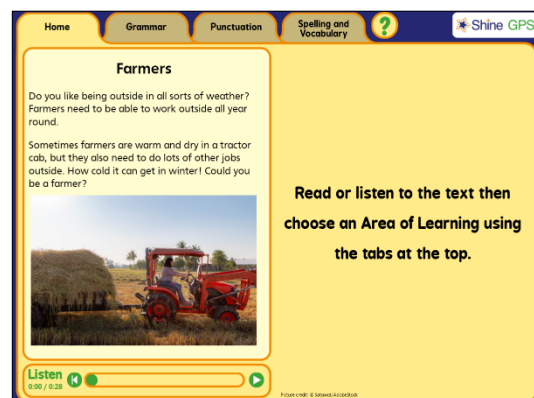 Home
Grammar
Punctuation
Spelling and
Vocabulary
?
Shine GPS
Farmers
Do you like being outside in all sorts of weather?
Farmers need to be able to work outside all year
round.
Sometimes farmers are warm and dry in a tractor
cab, but they also need to do lots of other jobs
outside. How cold it can get in winter! Could you
be a farmer?
Read or listen to the text then
choose an Area of Learning using
the tabs at the top.
Listen
0:00 / 0:28
Picture credit: © Satawat/AdobeStock